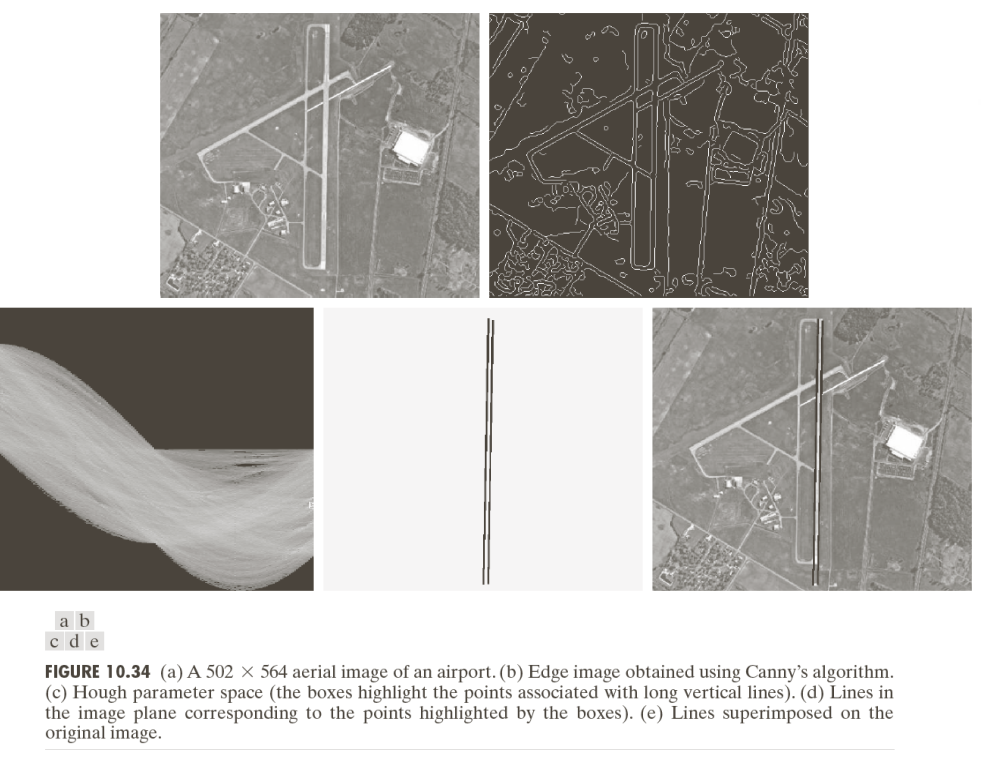 a b
c d e
FIGURE 10.34 (a) A 502 × 564 aerial image of an airport. (b) Edge image obtained using Canny's algorithm.
(c) Hough parameter space (the boxes highlight the points associated with long vertical lines). (d) Lines in
the image plane corresponding to the points highlighted by the boxes). (e) Lines superimposed on the
original image.